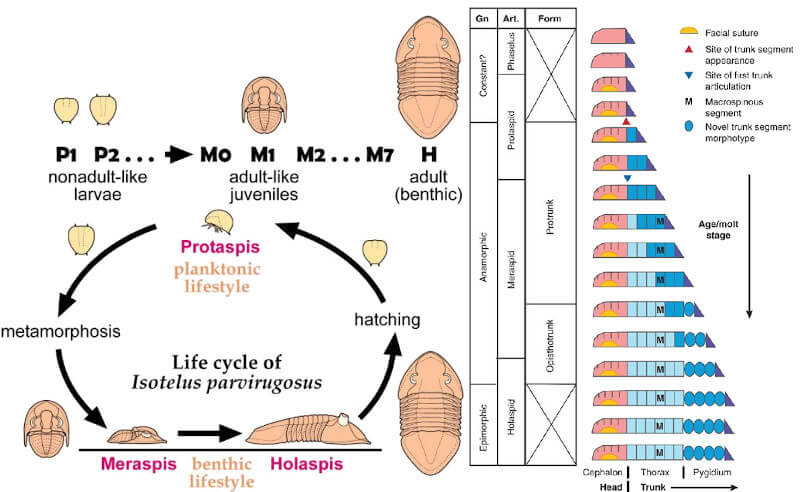 P1 P2 . . . M0 M1 M2 . . . M7 H
nonadult-like
larvae
adult-like
juveniles
adult
(benthic)
Protaspis
planktonic
lifestyle
metamorphosis
hatching
Life cycle of
Isotelus parvirugosus
Meraspis
benthic
lifestyle
Holaspis
Gn
Art.
Form
Constant?
Anamorphic
Epimorphic
Phaselus
Protaspid
Meraspid
Holaspid
Protrunk
Opisthotrunk
M
M
M
M
M
M
M
M
M
Facial suture
Site of trunk segment
appearance
Site of first trunk
articulation
M Macrospinous
segment
Novel trunk segment
morphotype
Age/molt
stage
Cephalon
Thorax
Pygidium
Head
Trunk